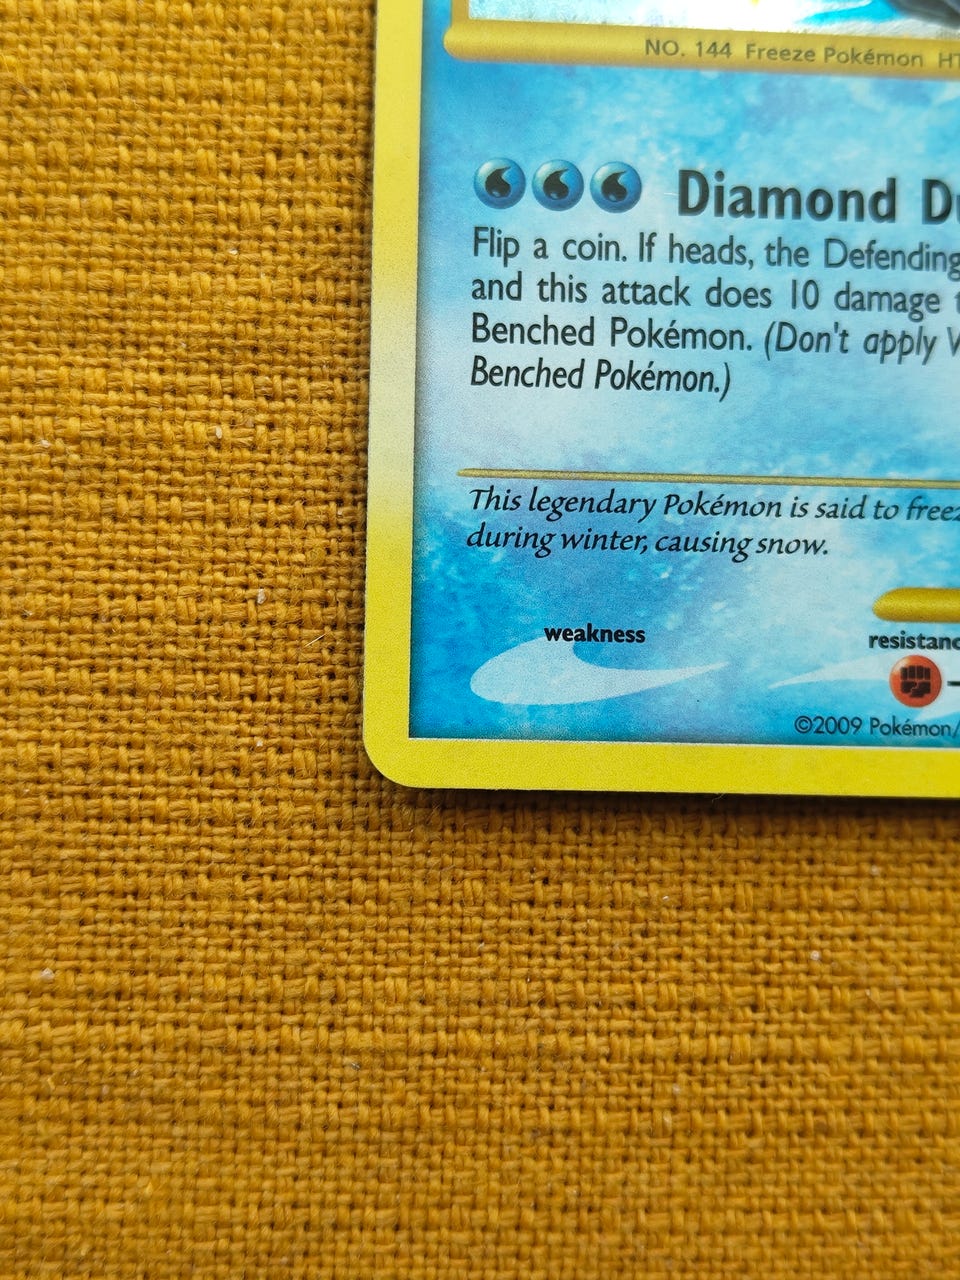 NO. 144 Freeze Pokémon
Diamond
Flip a coin. If heads, the Defending
and this attack does 10 damage
Benched Pokémon. (Don't apply
Benched Pokémon.)
This legendary Pokémon is said to
during winter, causing snow.
weakness
©2009 Pokémon/